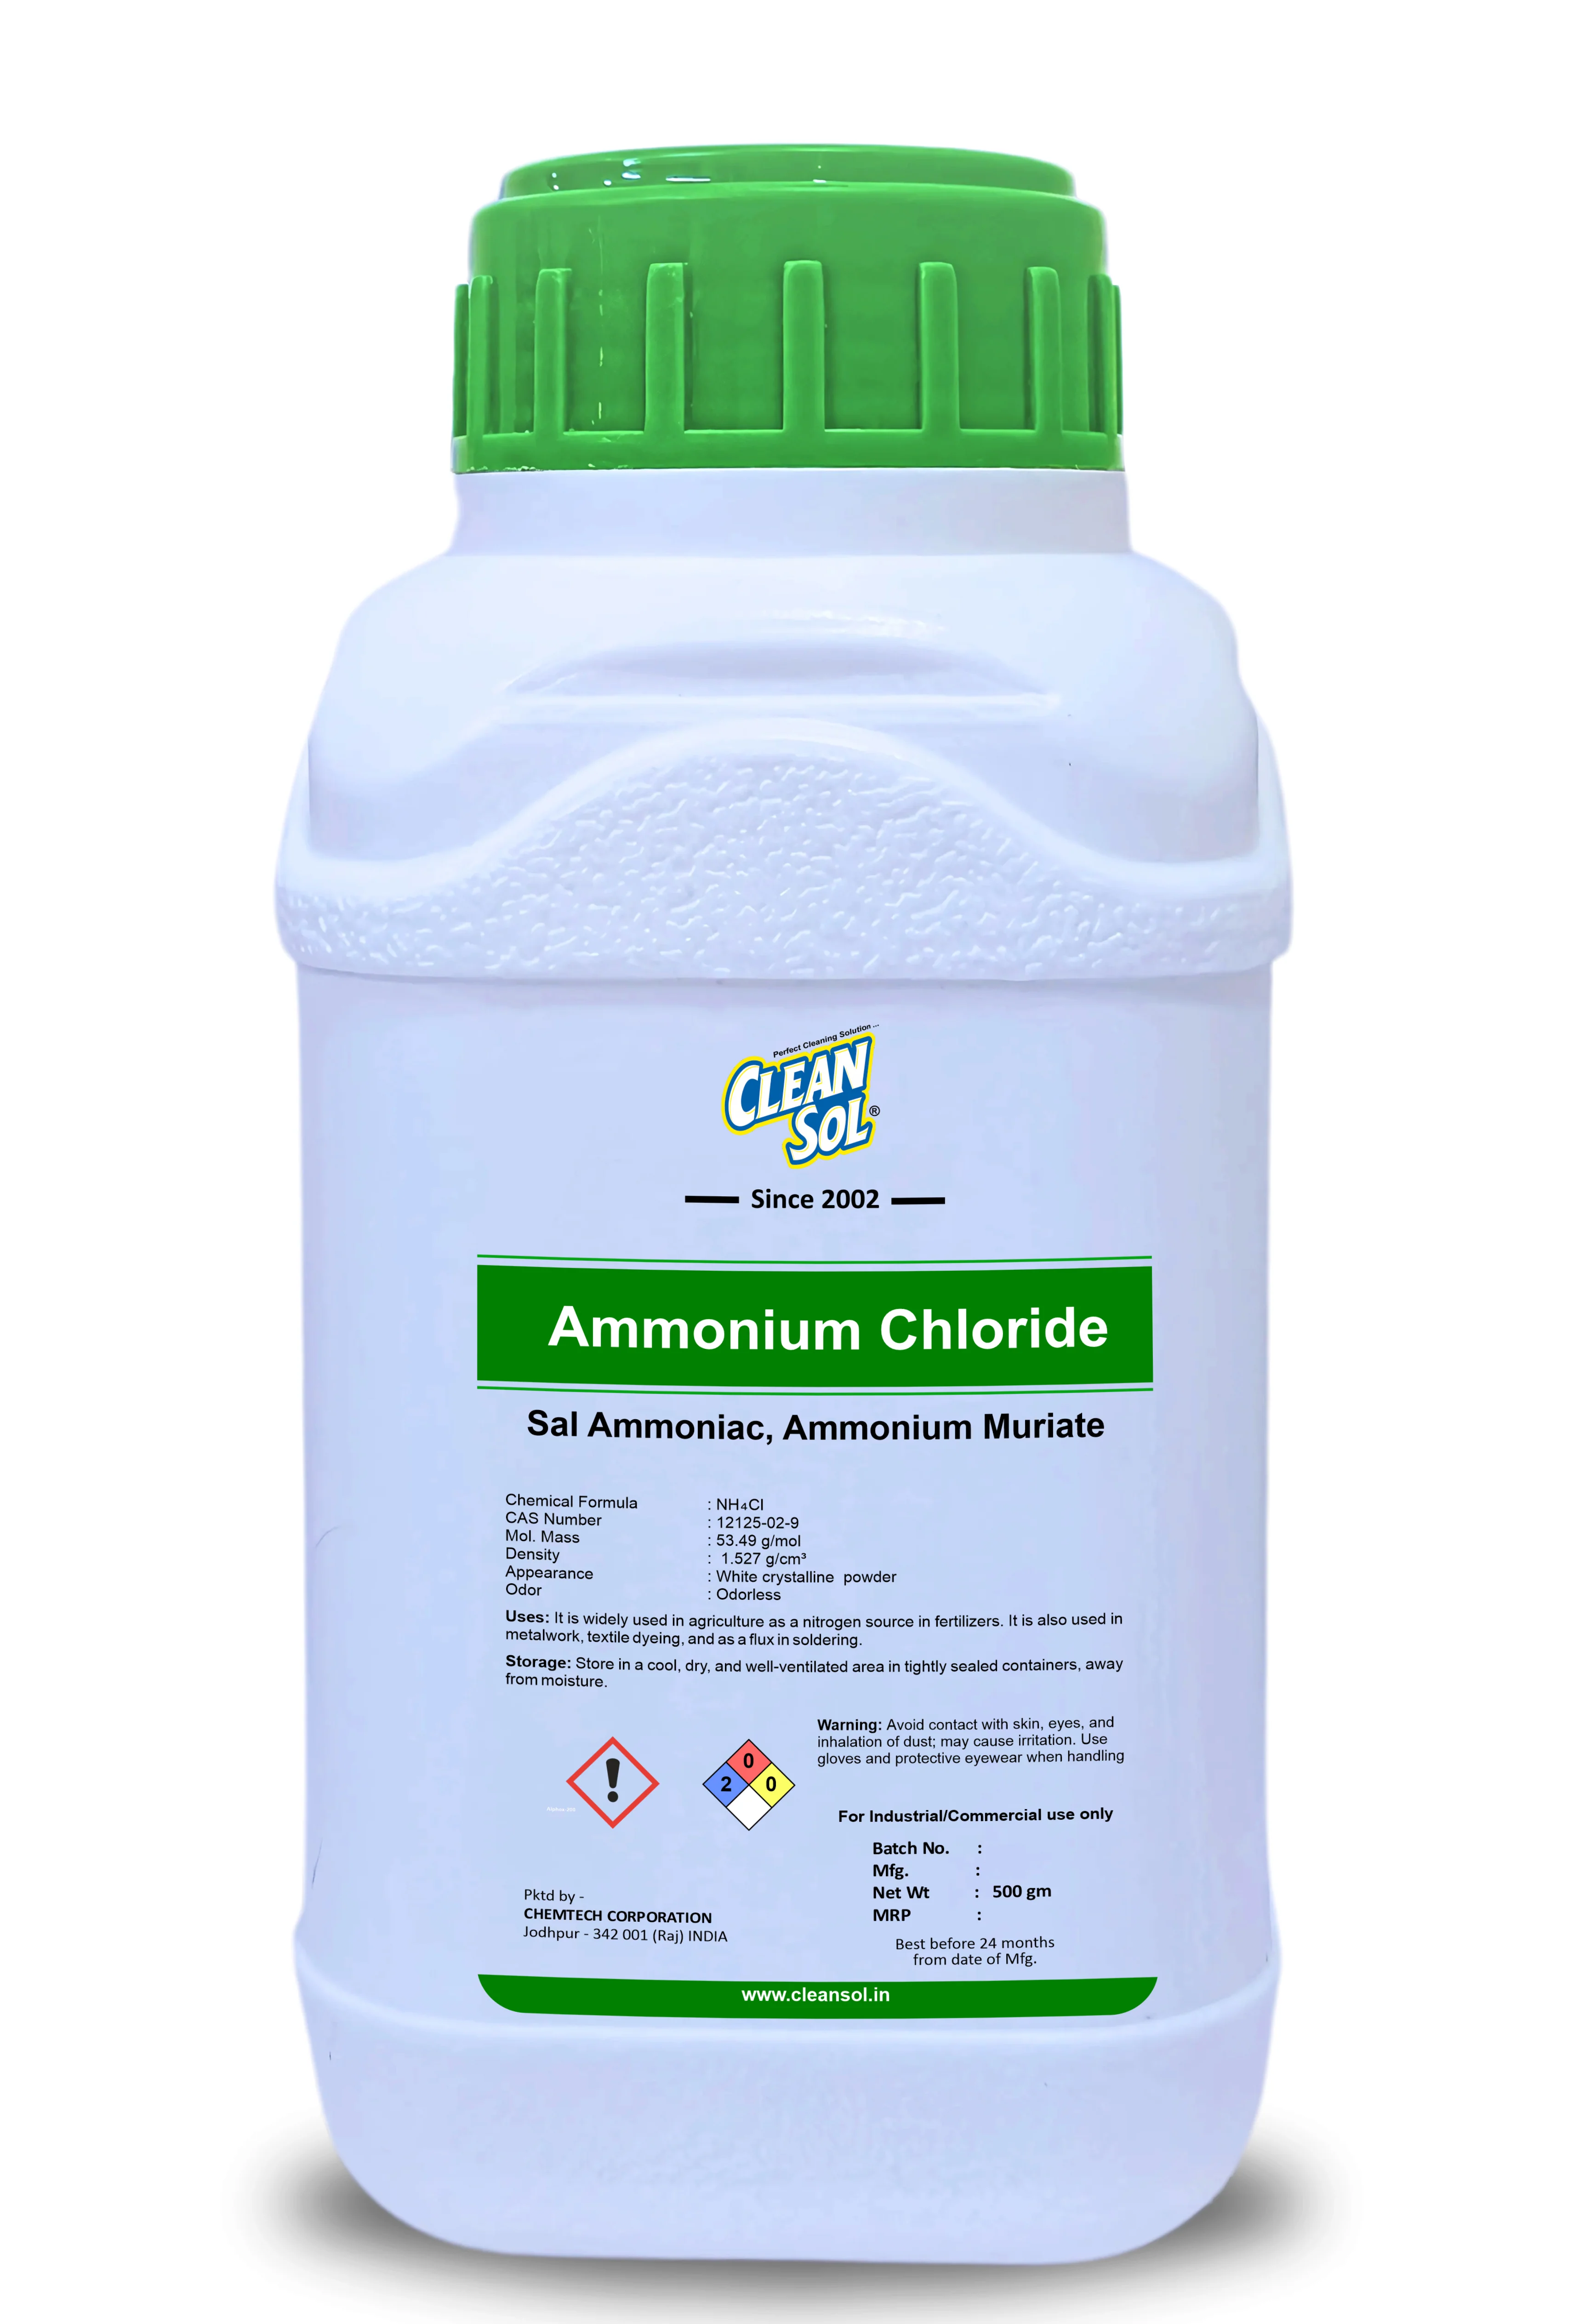 Perfect Cleaning Solution ...
CLEAN
SOL ®
Since 2002
Ammonium Chloride
Sal Ammoniac, Ammonium Muriate
Chemical Formula : NH₄Cl
CAS Number : 12125-02-9
Mol. Mass : 53.49 g/mol
Density : 1.527 g/cm³
Appearance : White crystalline powder
Odor : Odorless
Uses: It is widely used in agriculture as a nitrogen source in fertilizers. It is also used in
metalwork, textile dyeing, and as a flux in soldering.
Storage: Store in a cool, dry, and well-ventilated area in tightly sealed containers, away
from moisture.
Warning: Avoid contact with skin, eyes, and
inhalation of dust; may cause irritation. Use
gloves and protective eyewear when handling
!
0
2 0
For Industrial/Commercial use only
Batch No. :
Mfg. :
Net Wt : 500 gm
MRP :
Best before 24 months
from date of Mfg.
Pktd by -
CHEMTECH CORPORATION
Jodhpur - 342 001 (Raj) INDIA
www.cleansol.in